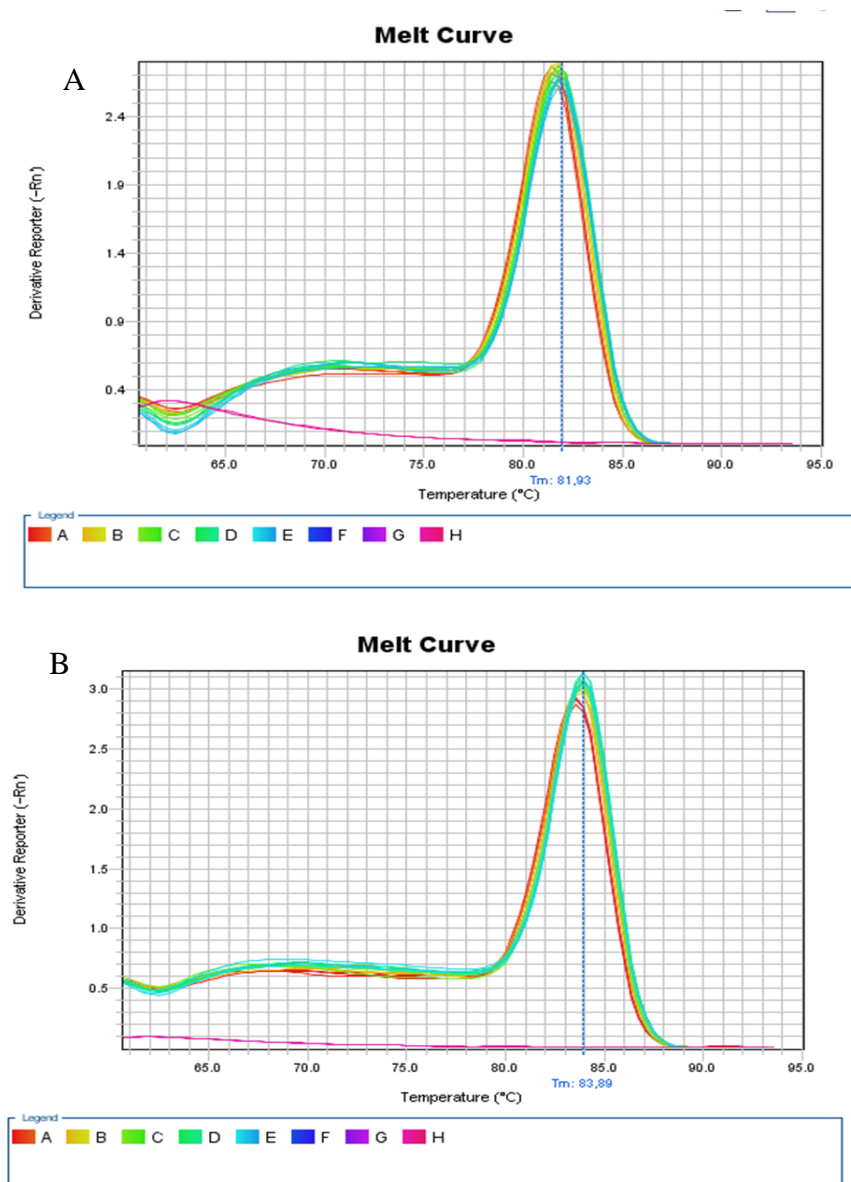 Melt Curve
A
Derivative Reporter (-Rn')
2.4
1.9
1.4
0.9
0.4
65.0 70.0 75.0 80.0 85.0 90.0 95.0
Tm: 81,93
Temperature (°C)
Legend
A B C D E F G H
Melt Curve
B
Derivative Reporter (-Rn')
3.0
2.5
2.0
1.5
1.0
0.5
65.0 70.0 75.0 80.0 85.0 90.0 95.0
Tm: 83,89
Temperature (°C)
Legend
A B C D E F G H